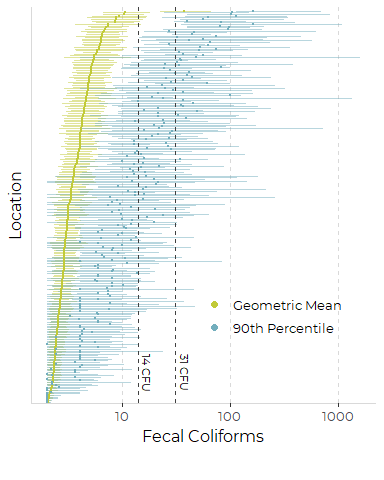 Location
14 CFU
31 CFU
Geometric Mean
90th Percentile
10
100
1000
Fecal Coliforms